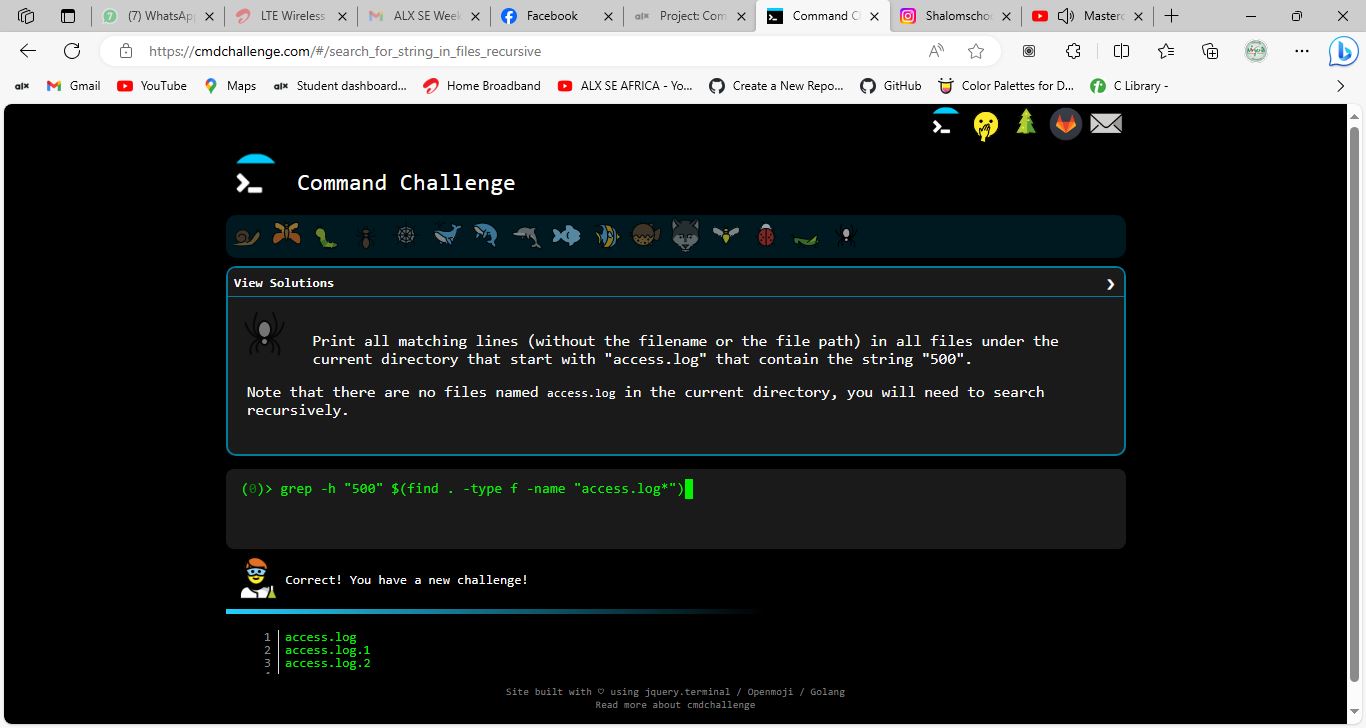 (7) WhatsApp
LTE Wireless
ALX SE Week
Facebook
alx Project: Com
Command Ch
Shalomschoo
Masterc
https://cmdchallenge.com/#/search_for_string_in_files_recursive
alx
Gmail
YouTube
Maps
alx Student dashboard...
Home Broadband
ALX SE AFRICA - Yo...
Create a New Repo...
GitHub
Color Palettes for D...
C Library -
Command Challenge
View Solutions
Print all matching lines (without the filename or the file path) in all files under the
current directory that start with "access.log" that contain the string "500".
Note that there are no files named access.log in the current directory, you will need to search
recursively.
(0)> grep -h "500" $(find . -type f -name "access.log*")
Correct! You have a new challenge!
1 access.log
2 access.log.1
3 access.log.2
Site built with ♡ using jquery.terminal / Openmoji / Golang
Read more about cmdchallenge